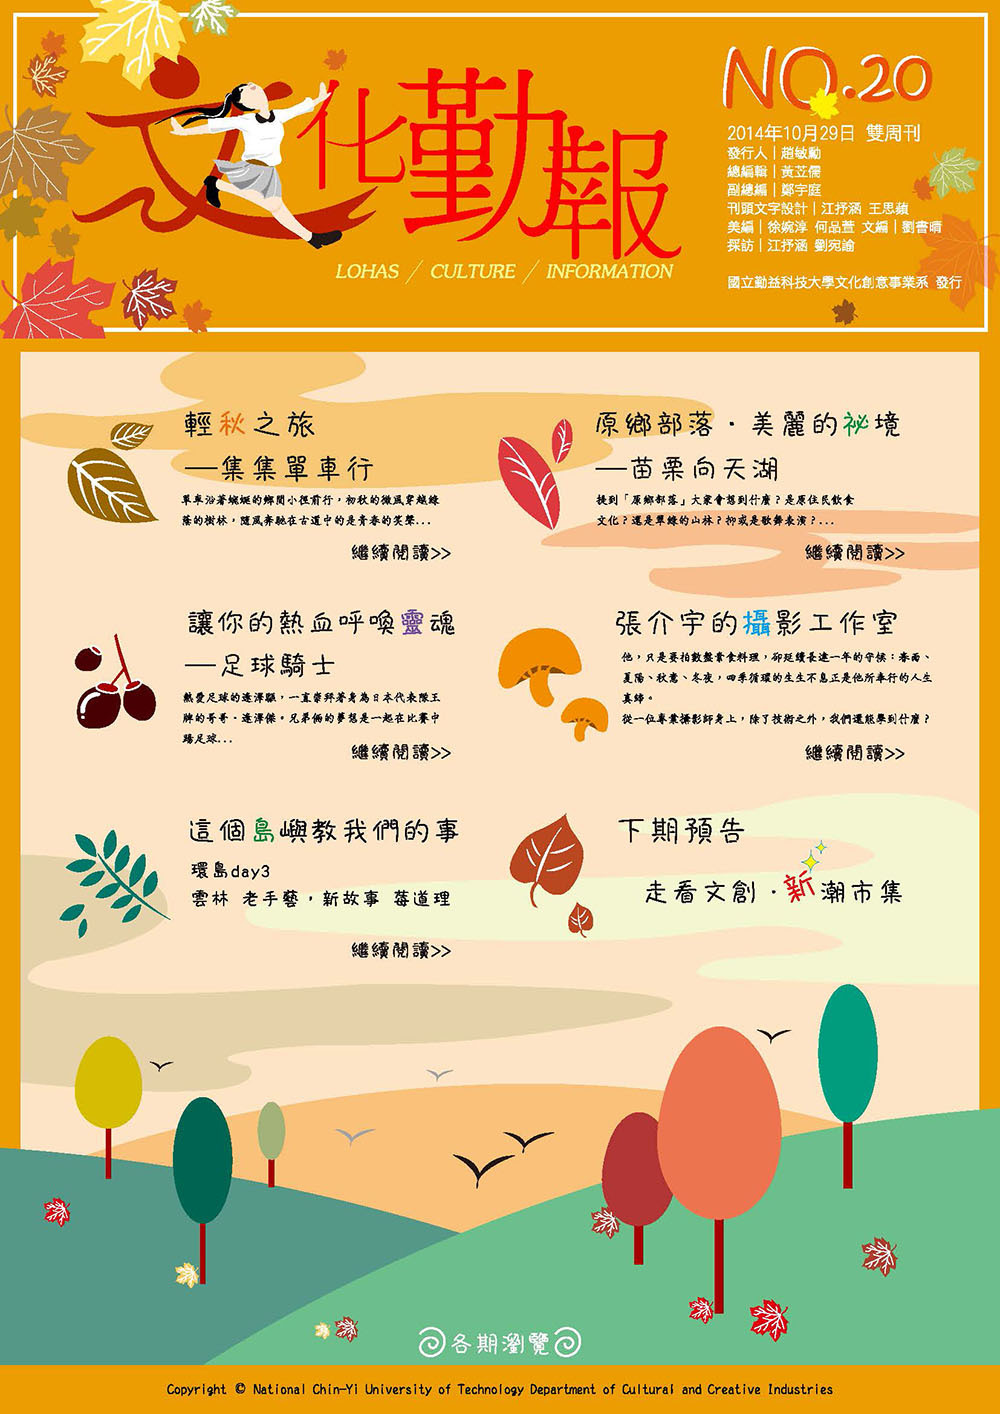 文化勤報
LOHAS / CULTURE / INFORMATION
NO.20
2014年10月29日 雙周刊
發行人｜趙敏勳
總編輯｜黃苙儒
副總編｜鄭宇庭
刊頭文字設計｜江抒涵 王思蘋
美編｜徐婉淳 何品萱 文編｜劉書晴
採訪｜江抒涵 劉宛諭
國立勤益科技大學文化創意事業系 發行
輕秋之旅
—集集單車行
單車沿著蜿蜒的鄉間小徑前行，初秋的微風穿越綠
蔭的樹林，隨風奔馳在古道中的是青春的笑聲...
繼續閱讀>>
原鄉部落．美麗的祕境
—苗栗向天湖
提到「原鄉部落」大家會想到什麼？是原住民飲食
文化？還是翠綠的山林？抑或是歌舞表演？...
繼續閱讀>>
讓你的熱血呼喚靈魂
—足球騎士
熱愛足球的逢澤驅，一直崇拜著身為日本代表隊王
牌的哥哥．逢澤傑。兄弟倆的夢想是一起在比賽中
踢足球...
繼續閱讀>>
張介宇的攝影工作室
他，只是要拍數盤素食料理，卻延續長達一年的守候：春雨、
夏陽、秋意、冬夜，四季循環的生生不息正是他所奉行的人生
真締。
從一位專業攝影師身上，除了技術之外，我們還能學到什麼？
繼續閱讀>>
這個島嶼教我們的事
環島day3
雲林 老手藝，新故事 莓道理
繼續閱讀>>
下期預告
走看文創．新潮市集
各期瀏覽
Copyright © National Chin-Yi University of Technology Department of Cultural and Creative Industries